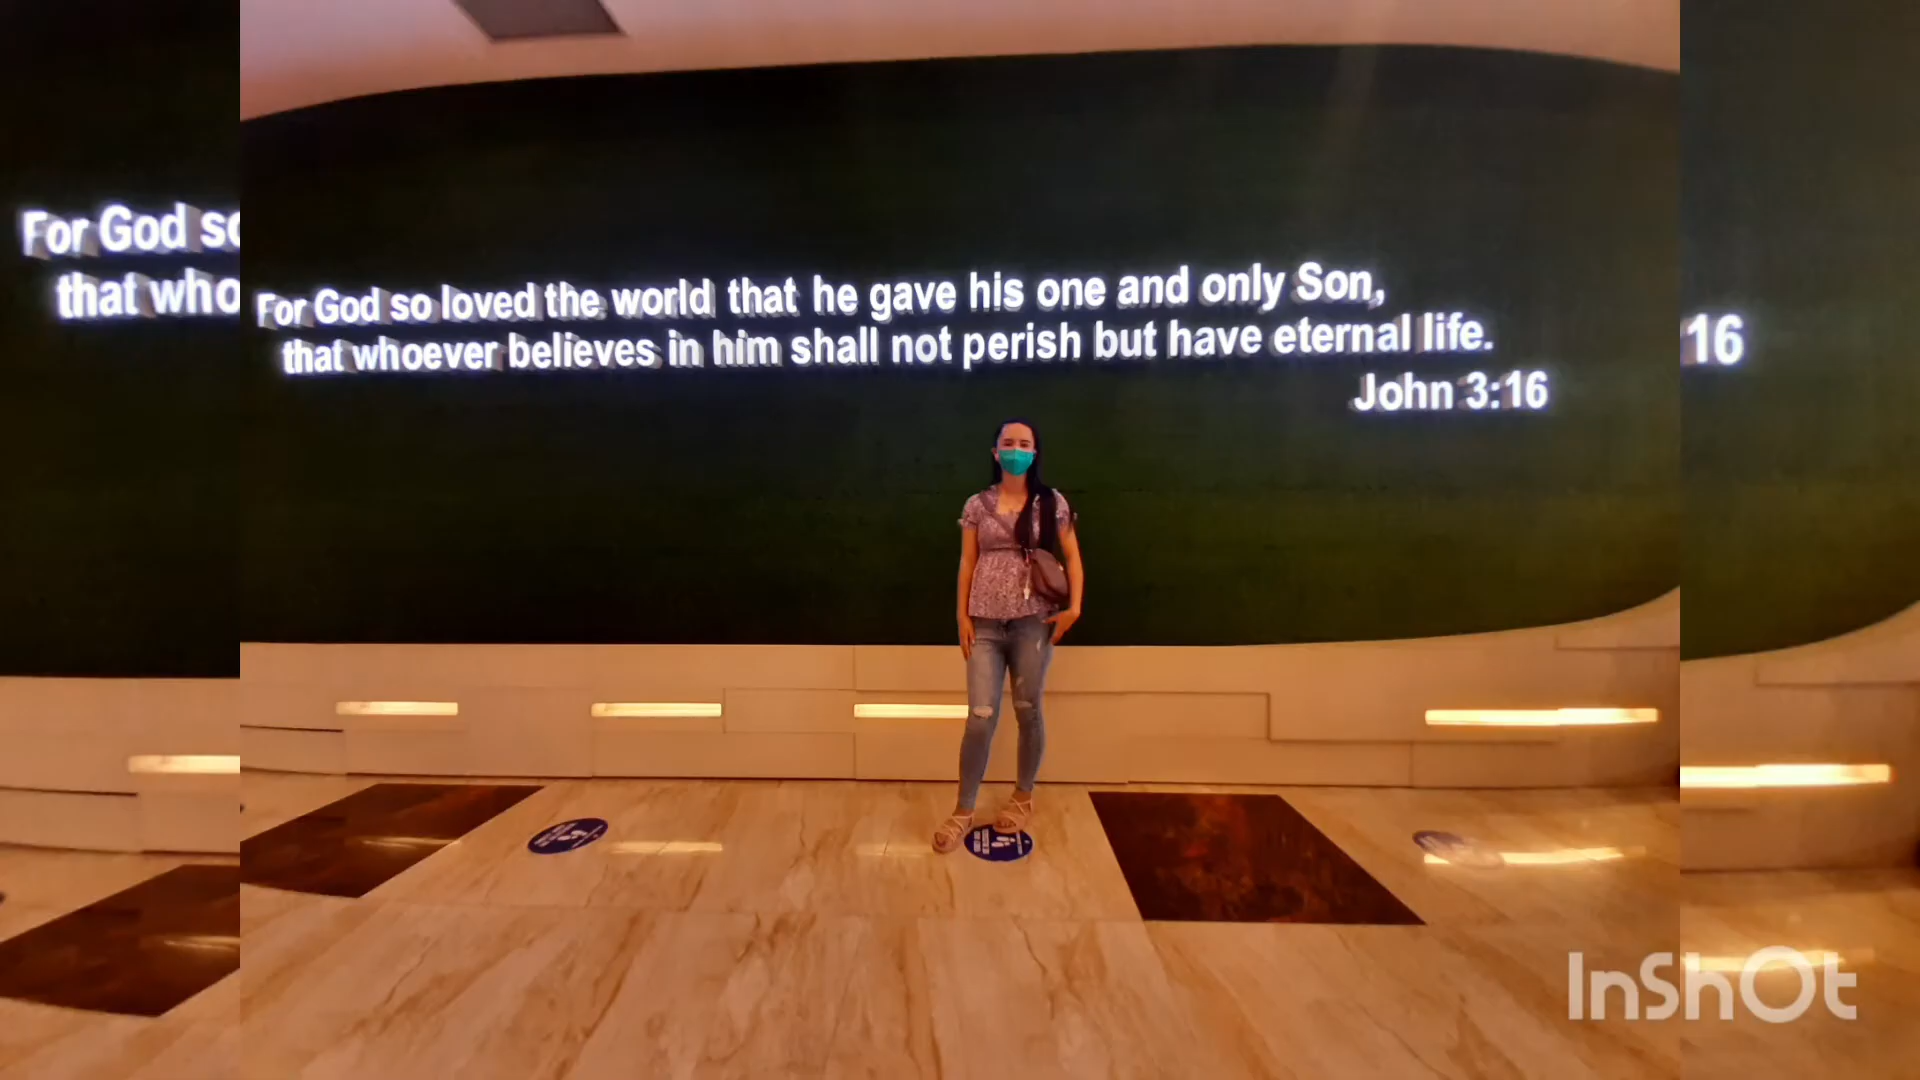 For God so loved the world that he gave his one and only Son,
that whoever believes in him shall not perish but have eternal life.
John 3:16
For God so
that who
16
InShOt